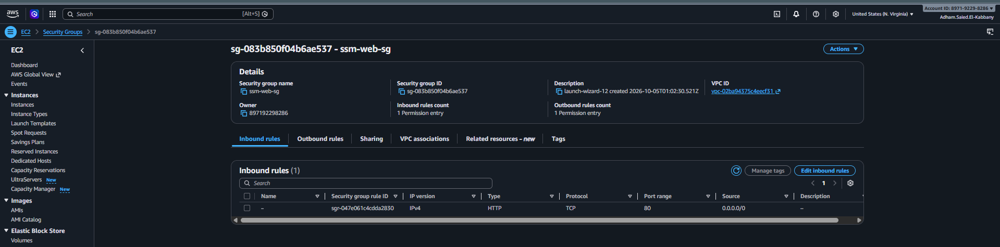 aws
Search
[Alt+S]
United States (N. Virginia)
Account ID: 8971-9229-8286
Adham.Saied.El-Kabbany
EC2
Security Groups
sg-083b850f04b6ae537
EC2
Dashboard
AWS Global View
Events
Instances
Instances
Instance Types
Launch Templates
Spot Requests
Savings Plans
Reserved Instances
Dedicated Hosts
Capacity Reservations
UltraServers New
Capacity Manager New
Images
AMIs
AMI Catalog
Elastic Block Store
Volumes
sg-083b850f04b6ae537 - ssm-web-sg
Actions
Details
Security group name
ssm-web-sg
Security group ID
sg-083b850f04b6ae537
Description
launch-wizard-12 created 2026-10-05T01:02:30.521Z
VPC ID
vpc-02ba94375c4eecf31
Owner
897192298286
Inbound rules count
1 Permission entry
Outbound rules count
1 Permission entry
Inbound rules
Outbound rules
Sharing
VPC associations
Related resources - new
Tags
Inbound rules (1)
Manage tags
Edit inbound rules
Search
1
Name Security group rule ID IP version Type Protocol Port range Source Description
– sgr-047e061c4cdda2830 IPv4 HTTP TCP 80 0.0.0.0/0 –